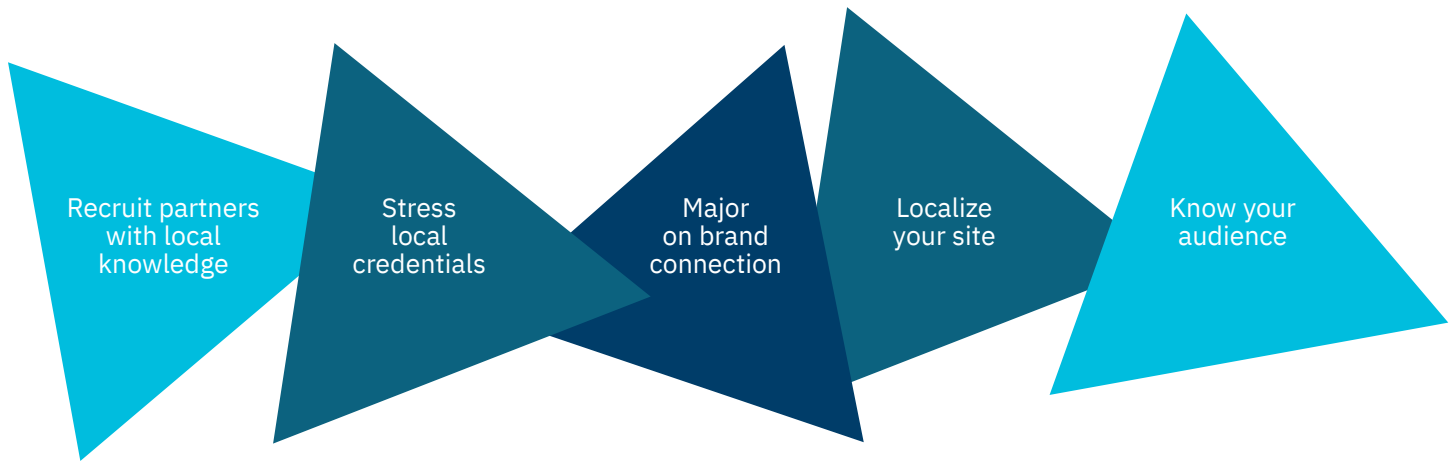 Recruit partners
with local
knowledge
Stress
local
credentials
Major
on brand
connection
Localize
your site
Know your
audience